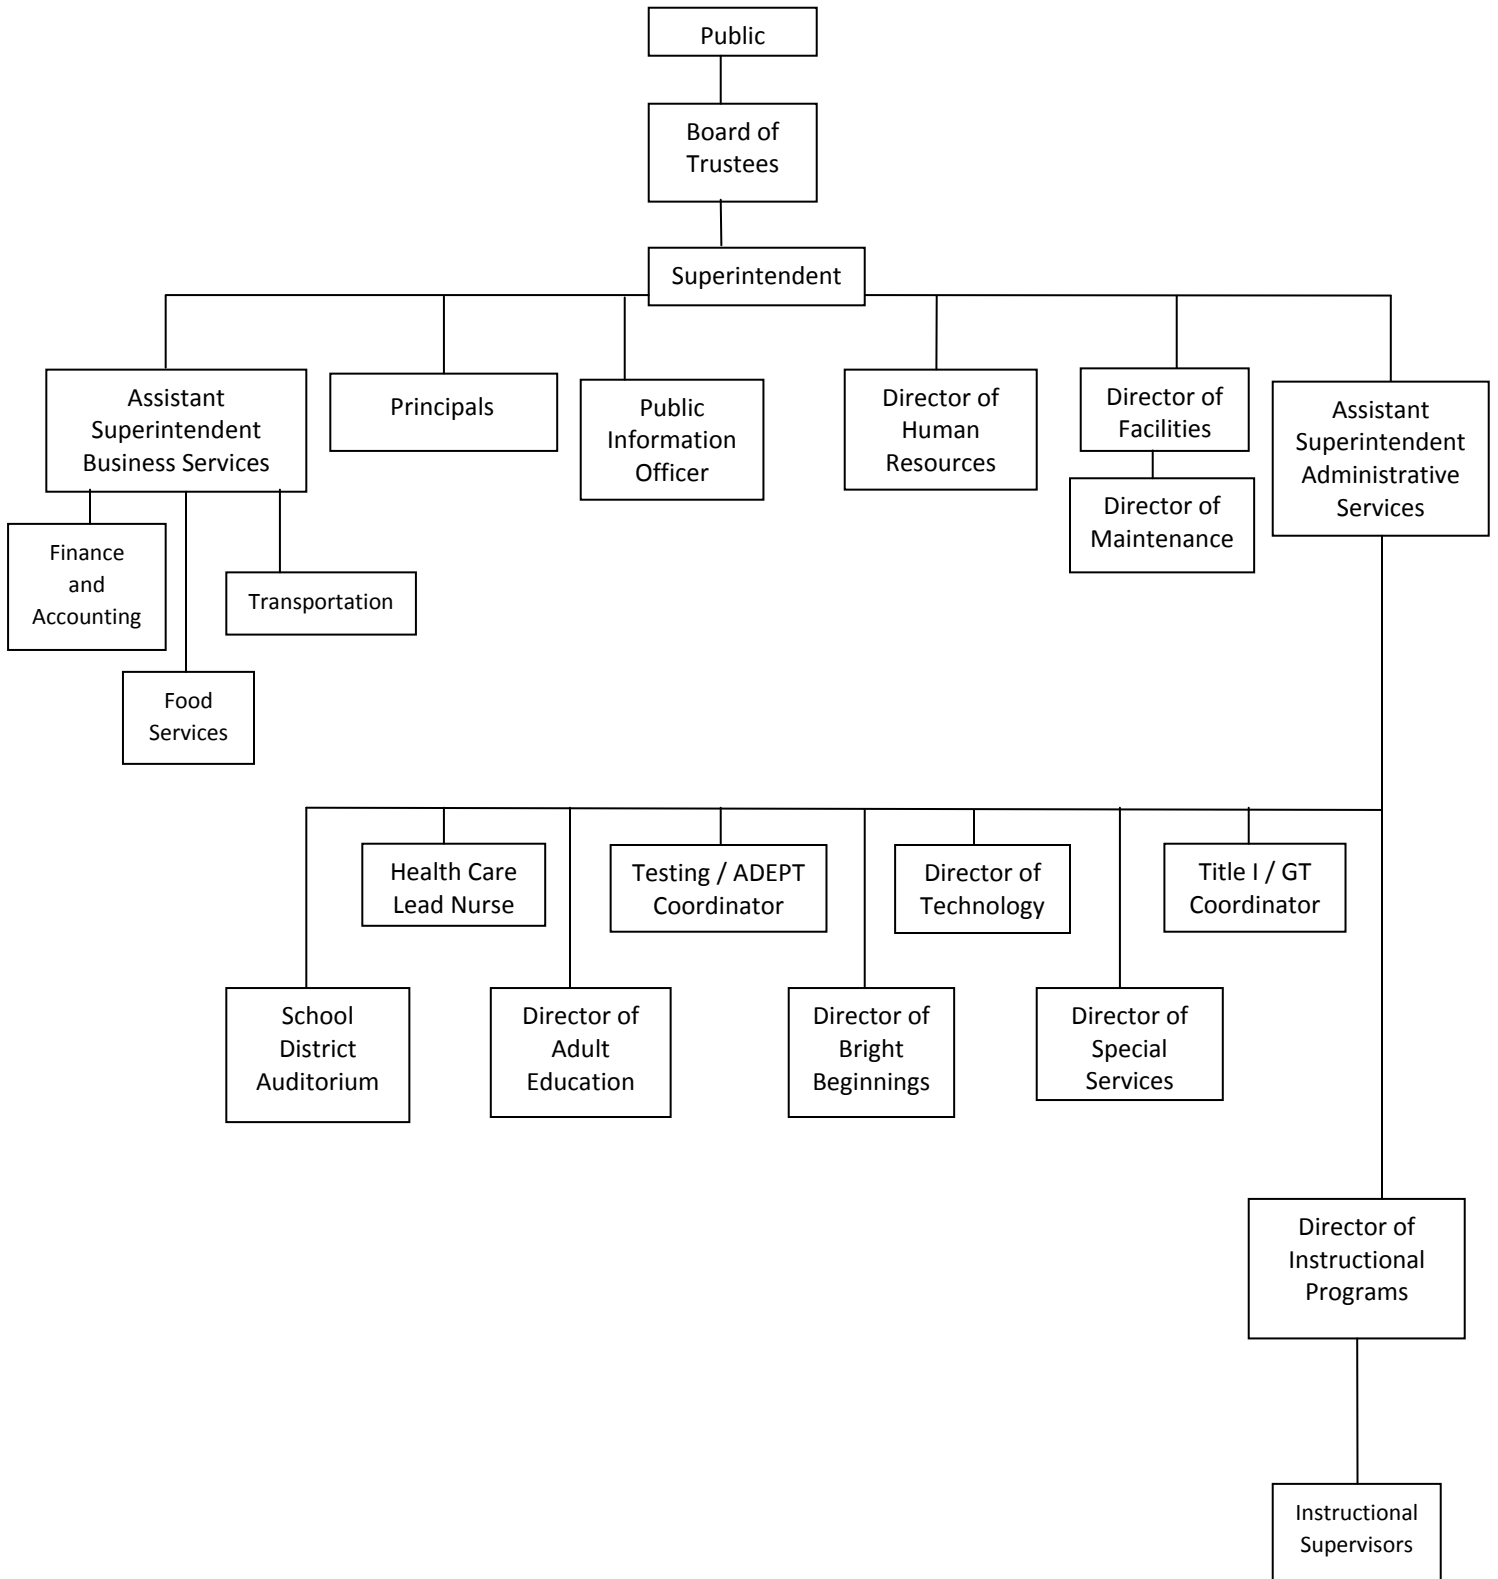 Public
Board of
Trustees
Superintendent
Assistant
Superintendent
Business Services
Principals
Public
Information
Officer
Director of
Human
Resources
Director of
Facilities
Assistant
Superintendent
Administrative
Services
Director of
Maintenance
Finance
and
Accounting
Transportation
Food
Services
Health Care
Lead Nurse
Testing / ADEPT
Coordinator
Director of
Technology
Title I / GT
Coordinator
School
District
Auditorium
Director of
Adult
Education
Director of
Bright
Beginnings
Director of
Special
Services
Director of
Instructional
Programs
Instructional
Supervisors